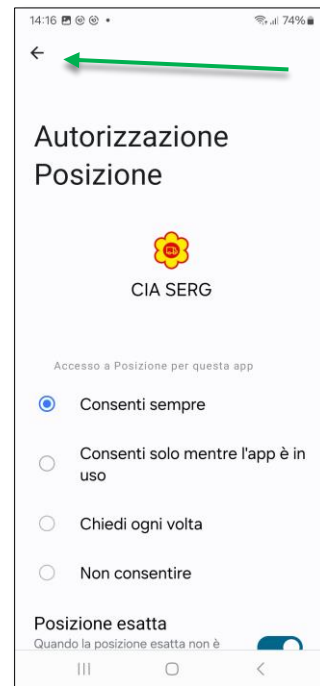 14:16
74%
Autorizzazione
Posizione
CIA SERG
Accesso a Posizione per questa app
Consenti sempre
Consenti solo mentre l'app è in
uso
Chiedi ogni volta
Non consentire
Posizione esatta
Quando la posizione esatta non è